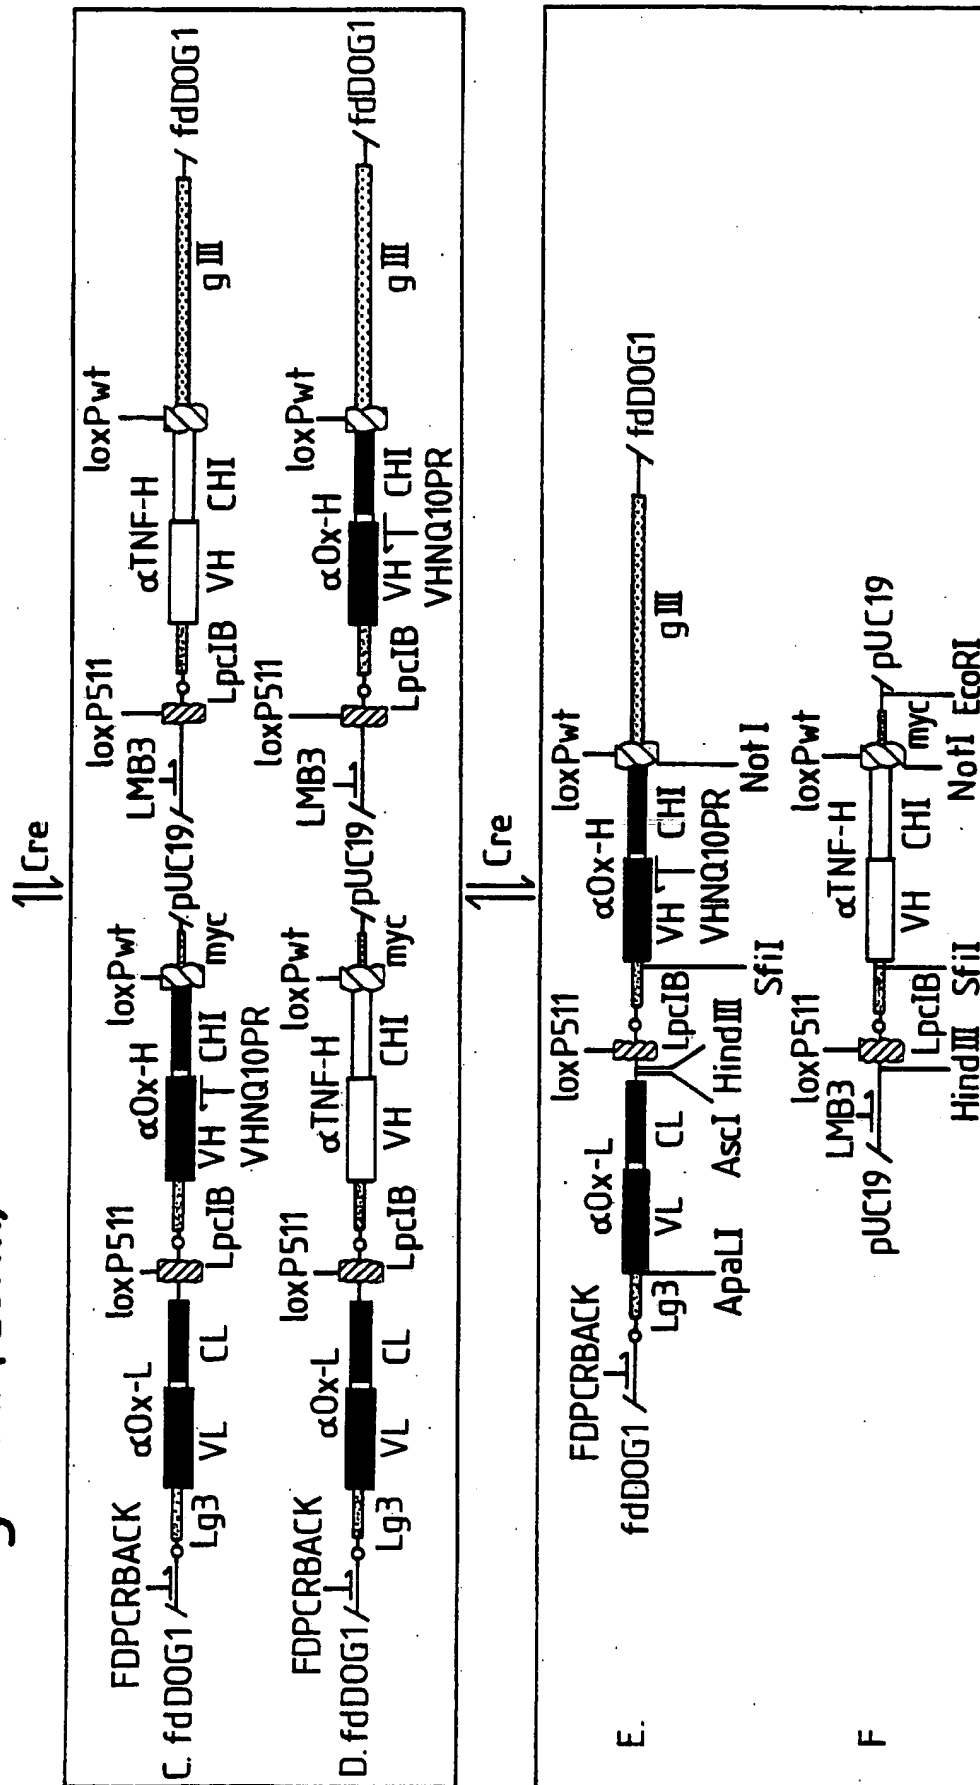 Cre
C. fdDOG1
FDPCRBACK
Lg3
αOx-L
VL CL
loxP511
LpcIB
αOx-H
VH CHI
VHNQ10PR
loxPwt
myc
pUC19
LMB3
loxP511
LpcIB
αTNF-H
VH CHI
loxPwt
gIII
fdDOG1
D. fdDOG1
FDPCRBACK
Lg3
αOx-L
VL CL
loxP511
LpcIB
αTNF-H
VH CHI
loxPwt
myc
pUC19
LMB3
loxP511
LpcIB
αOx-H
VH CHI
VHNQ10PR
loxPwt
gIII
fdDOG1
Cre
E.
fdDOG1
FDPCRBACK
Lg3
ApaLI
αOx-L
VL CL
AscI HindIII
loxP511
LpcIB
SfiI
αOx-H
VH CHI
VHNQ10PR
loxPwt
NotI
gIII
fdDOG1
F
pUC19
LMB3
HindIII
loxP511
LpcIB
SfiI
αTNF-H
VH CHI
loxPwt
NotI
myc
EcoRI
pUC19